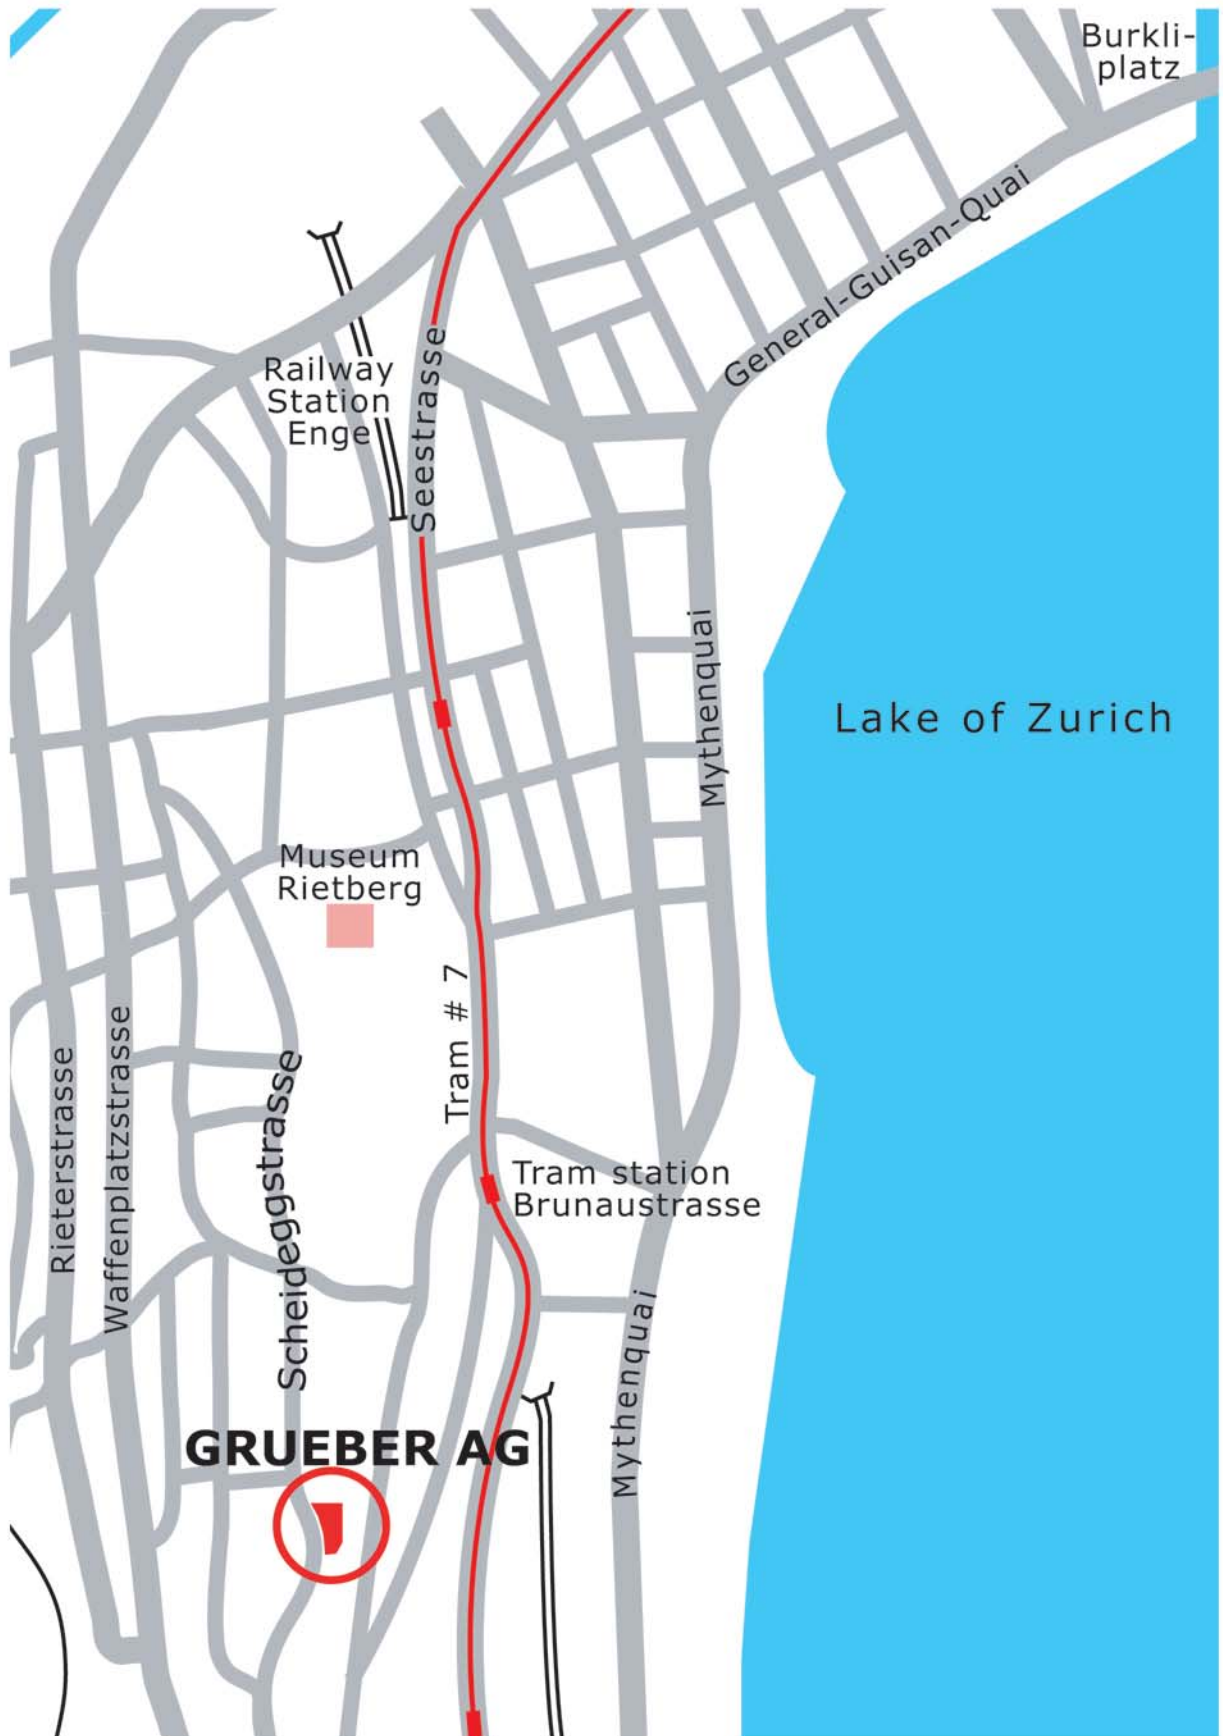 Burkli-
platz
General-Guisan-Quai
Railway
Station
Enge
Seestrasse
Mythenquai
Lake of Zurich
Museum
Rietberg
Tram # 7
Rieterstrasse
Waffenplatzstrasse
Scheideggstrasse
Tram station
Brunaustrasse
Mythenquai
GRUEBER AG